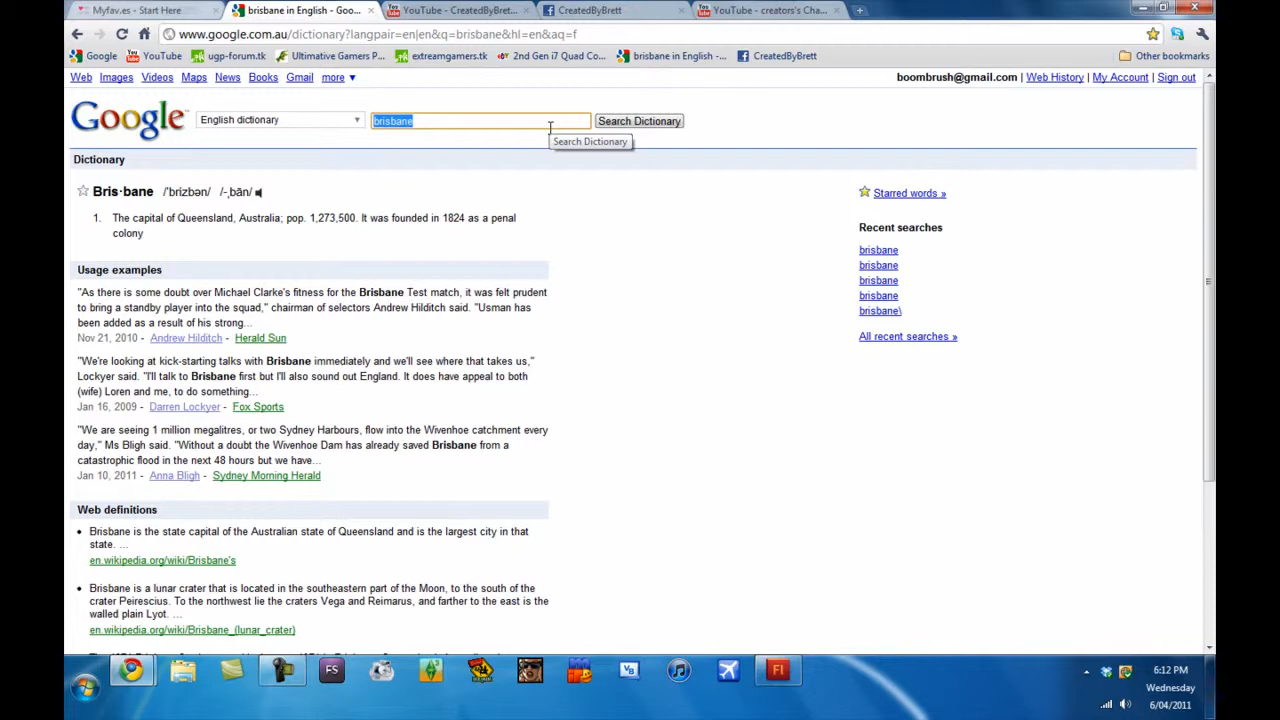 Myfav.es - Start Here
brisbane in English - Goo...
YouTube - CreatedByBret...
CreatedByBrett
YouTube - creators's Cha...
www.google.com.au/dictionary?langpair=en|en&q=brisbane&hl=en&aq=f
Google YouTube ugp-forum.tk Ultimative Gamers P... extreamgamers.tk 2nd Gen i7 Quad Co... brisbane in English -... CreatedByBrett Other bookmarks
Web Images Videos Maps News Books Gmail more ▼ boombrush@gmail.com | Web History | My Account | Sign out
Google English dictionary brisbane Search Dictionary
Search Dictionary
Dictionary
Bris·bane /ˈbrizbən/ /-ˌbān/
Starred words »
1. The capital of Queensland, Australia; pop. 1,273,500. It was founded in 1824 as a penal
colony
Recent searches
brisbane
brisbane
brisbane
brisbane
brisbane\
All recent searches »
Usage examples
"As there is some doubt over Michael Clarke's fitness for the Brisbane Test match, it was felt prudent
to bring a standby player into the squad," chairman of selectors Andrew Hilditch said. "Usman
has been added as a result of his strong...
Nov 21, 2010 - Andrew Hilditch - Herald Sun
"We're looking at kick-starting talks with Brisbane immediately and we'll see where that takes us,"
Lockyer said. "I'll talk to Brisbane first but I'll also sound out England. It does have appeal to both
(wife) Loren and me, to do something...
Jan 16, 2009 - Darren Lockyer - Fox Sports
"We are seeing 1 million megalitres, or two Sydney Harbours, flow into the Wivenhoe catchment every
day," Ms Bligh said. "Without a doubt the Wivenhoe Dam has already saved Brisbane from a
catastrophic flood in the next 48 hours but we have...
Jan 10, 2011 - Anna Bligh - Sydney Morning Herald
Web definitions
• Brisbane is the state capital of the Australian state of Queensland and is the largest city in that
state. ...
en.wikipedia.org/wiki/Brisbane's
• Brisbane is a lunar crater that is located in the southeastern part of the Moon, to the south of the
crater Peirescius. To the northwest lie the craters Vega and Reimarus, and farther to the east is the
walled plain Lyot. ...
en.wikipedia.org/wiki/Brisbane_(lunar_crater)
FS
VB
FI
6:12 PM
Wednesday
6/04/2011